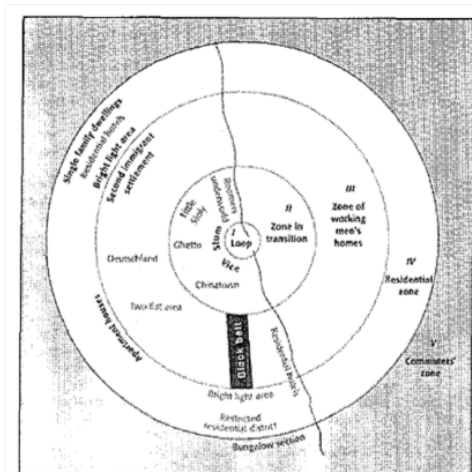 Single family dwellings
Residential hotels
Bright light area
Second immigrant
settlement
Roomers
underworld
Little
Sicily
Slum
Ghetto
I
Loop
Vice
Chinatown
II
Zone in
transition
III
Zone of
working
men's
homes
IV
Residential
zone
V
Commuters'
zone
Deutschland
Two flat area
Apartment houses
Black belt
Residential hotels
Bright light area
Restricted
residential district
Bungalow section